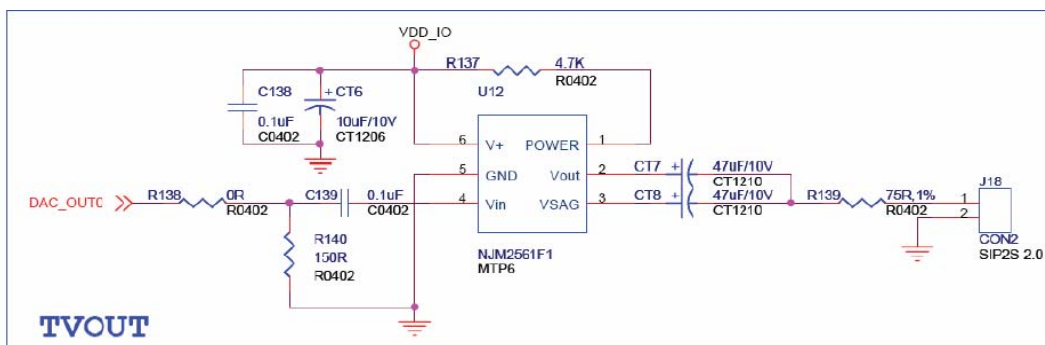 VDD_IO
R137 4.7K
R0402
U12
C138
0.1uF
C0402
+ CT6
10uF/10V
CT1206
6 V+ POWER 1
5 GND Vout 2
4 Vin VSAG 3
CT7 + 47uF/10V
CT1210
CT8 + 47uF/10V
CT1210
DAC_OUT0
R138 0R
R0402
C139 0.1uF
C0402
R140
150R
R0402
NJM2561F1
MTP6
R139 75R,1%
R0402
J18
1
2
CON2
SIP2S 2.0
TVOUT